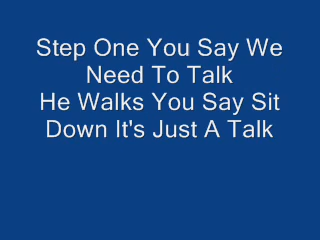 Step One You Say We
Need To Talk
He Walks You Say Sit
Down It's Just A Talk